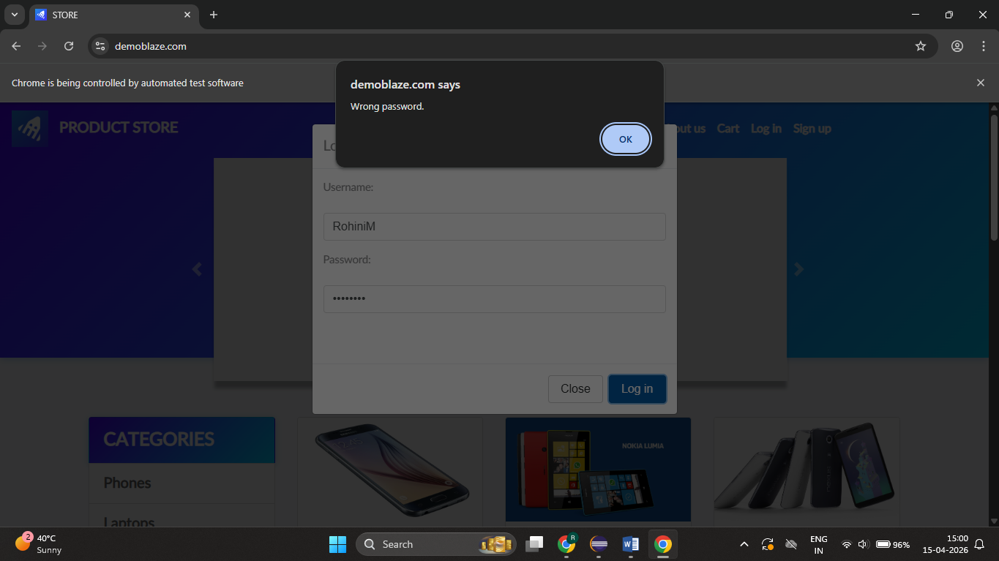 STORE
demoblaze.com
Chrome is being controlled by automated test software
demoblaze.com says
Wrong password.
OK
PRODUCT STORE
out us Cart Log in Sign up
Username:
RohiniM
Password:
••••••••
Close Log in
CATEGORIES
Phones
Laptops
NOKIA LUMIA
2
40°C
Sunny
Search
R
ENG
IN
96%
15:00
15-04-2026